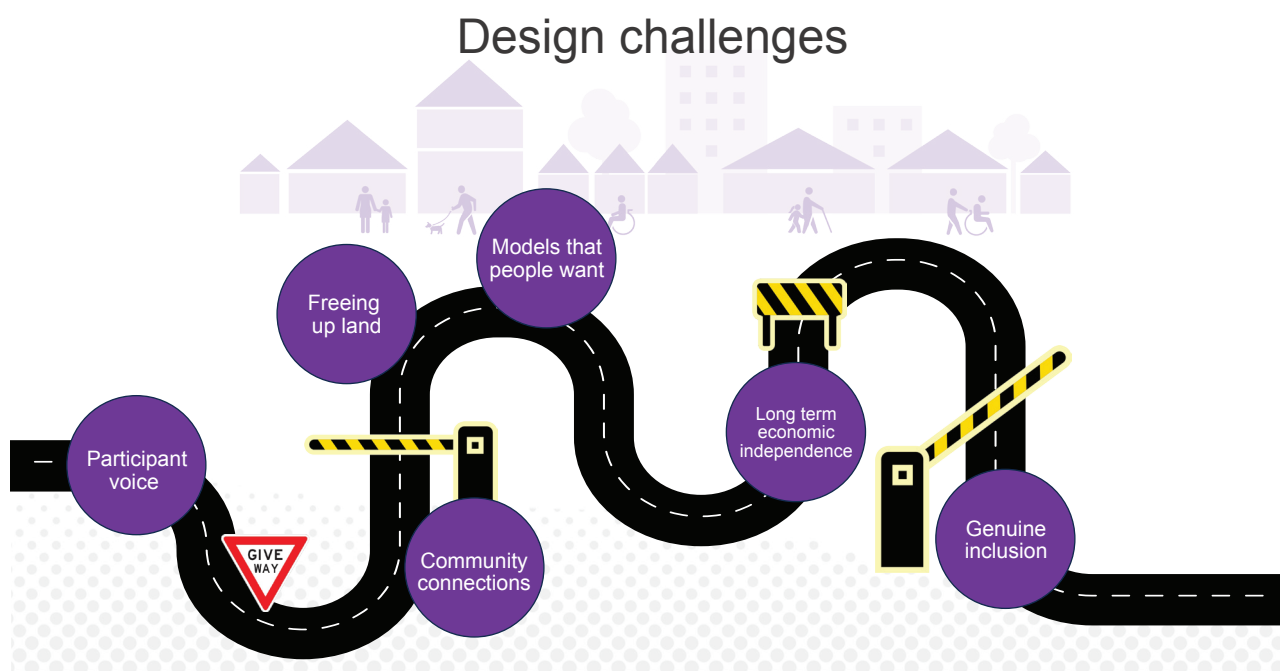 Design challenges
Models that
people want
Freeing
up land
Long term
economic
independence
Participant
voice
GIVE
WAY
Community
connections
Genuine
inclusion